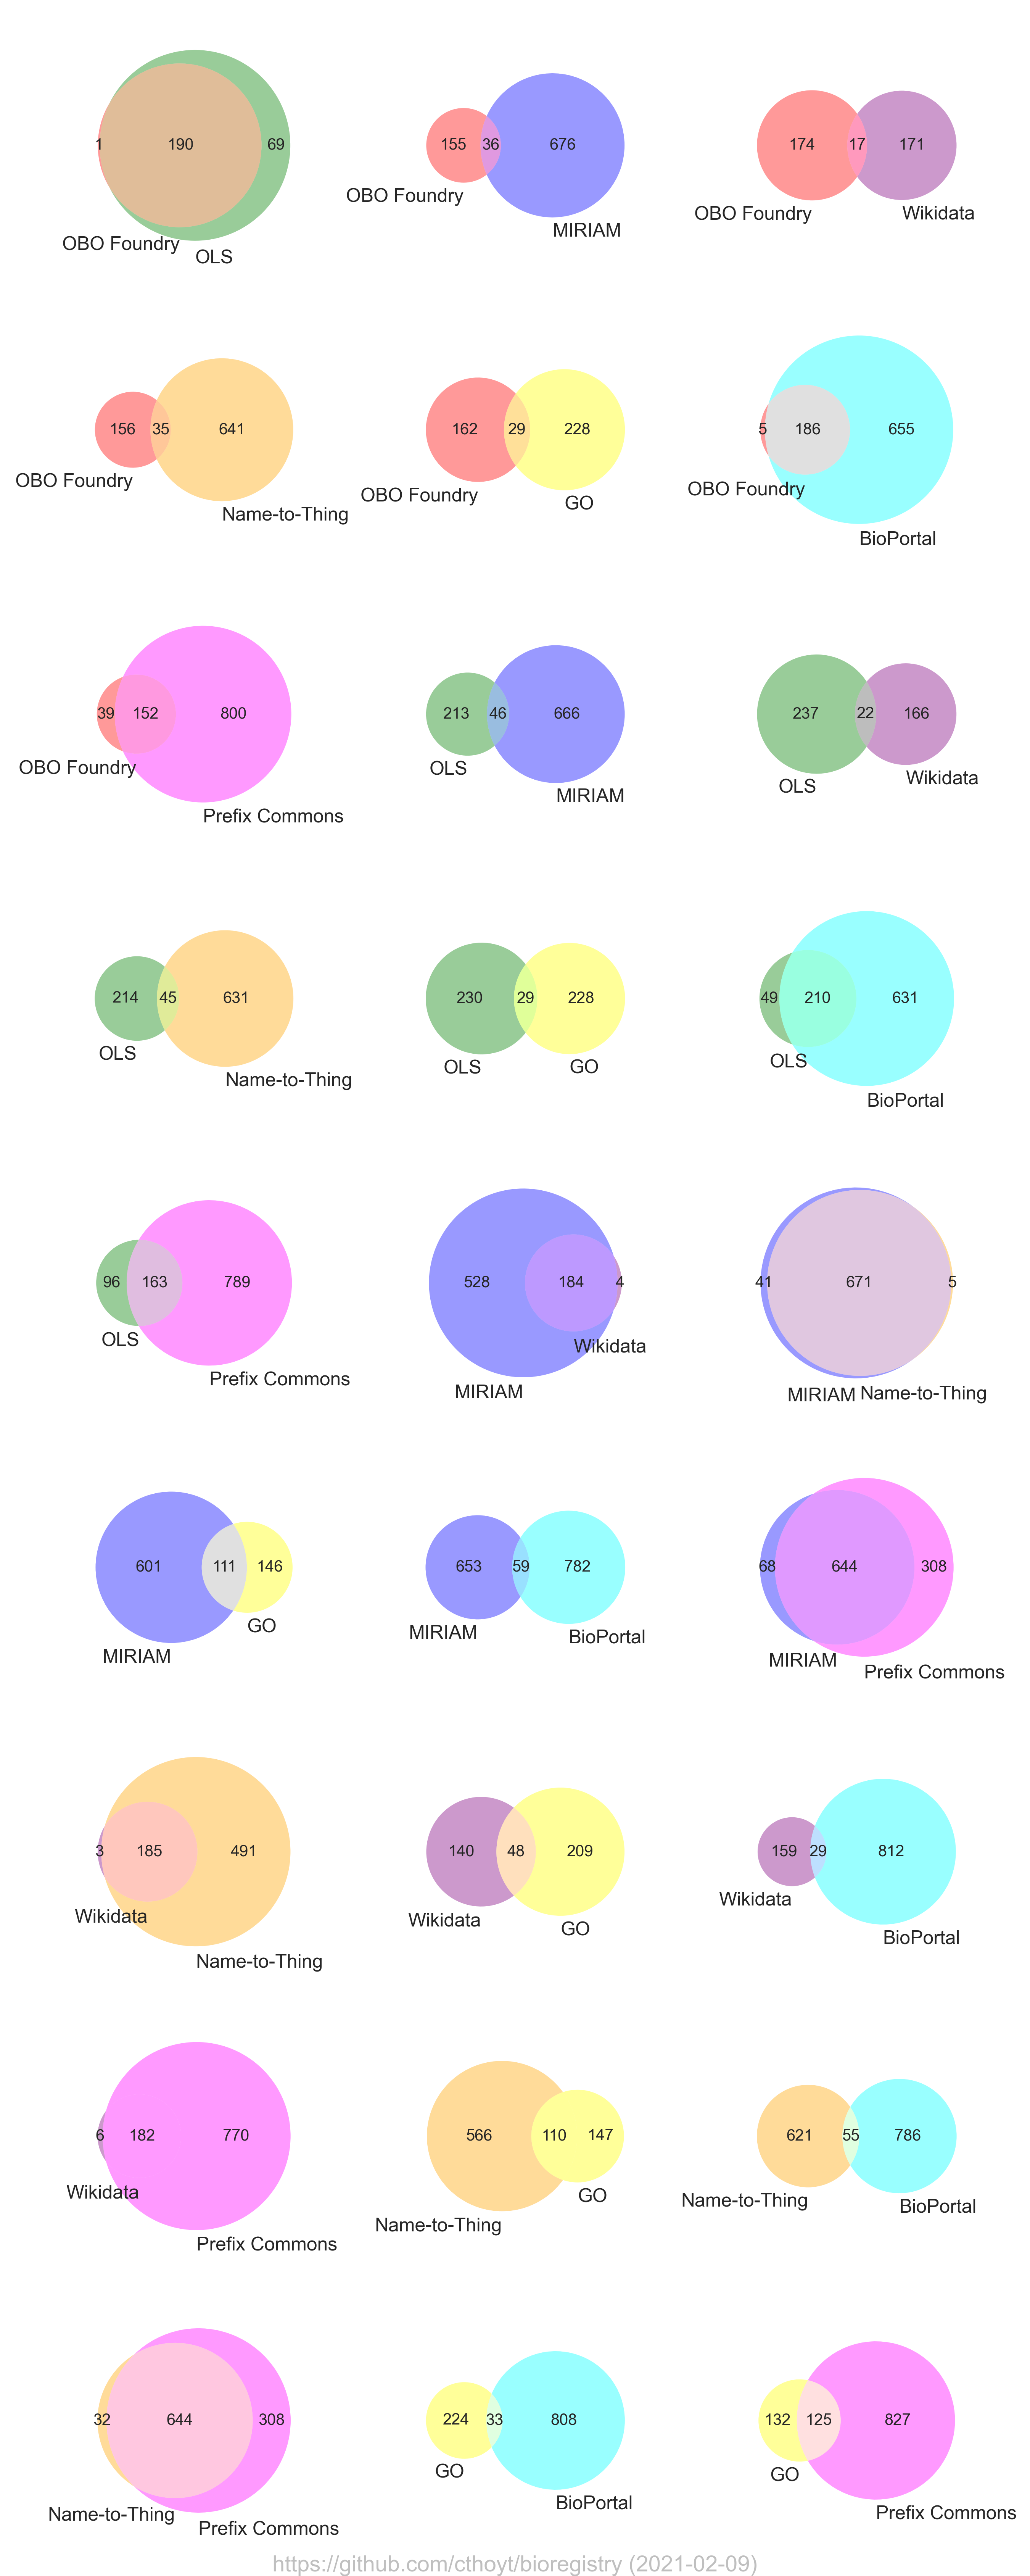 1 190 69
OBO Foundry
OLS
155 36 676
OBO Foundry
MIRIAM
174 17 171
OBO Foundry
Wikidata
156 35 641
OBO Foundry
Name-to-Thing
162 29 228
OBO Foundry
GO
5 186 655
OBO Foundry
BioPortal
39 152 800
OBO Foundry
Prefix Commons
213 46 666
OLS
MIRIAM
237 22 166
OLS
Wikidata
214 45 631
OLS
Name-to-Thing
230 29 228
OLS
GO
49 210 631
OLS
BioPortal
96 163 789
OLS
Prefix Commons
528 184 4
Wikidata
MIRIAM
41 671 5
MIRIAM Name-to-Thing
601 111 146
GO
MIRIAM
653 59 782
MIRIAM
BioPortal
68 644 308
MIRIAM
Prefix Commons
3 185 491
Wikidata
Name-to-Thing
140 48 209
Wikidata
GO
159 29 812
Wikidata
BioPortal
6 182 770
Wikidata
Prefix Commons
566 110 147
GO
Name-to-Thing
621 55 786
Name-to-Thing
BioPortal
32 644 308
Name-to-Thing
Prefix Commons
224 33 808
GO
BioPortal
132 125 827
GO
Prefix Commons
https://github.com/cthoyt/bioregistry (2021-02-09)